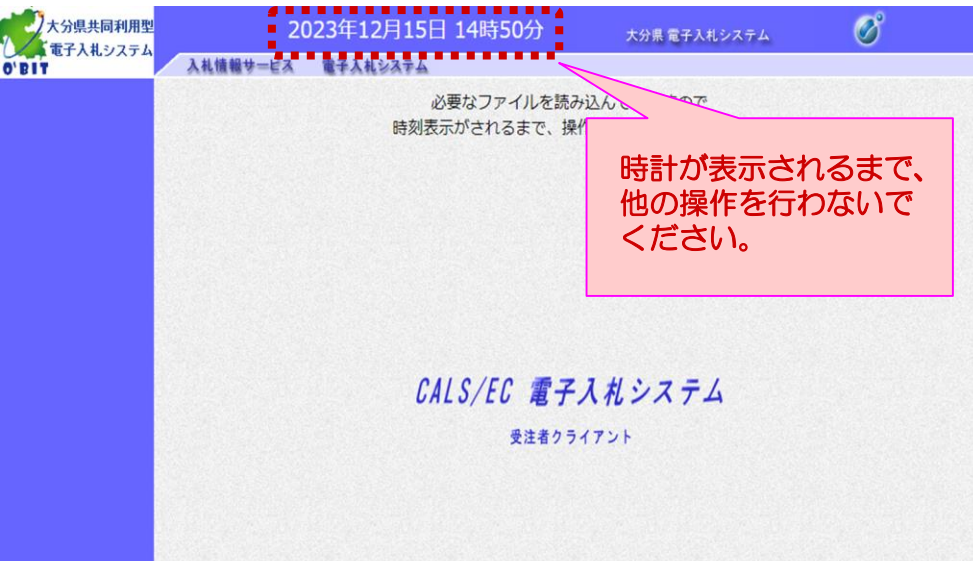 大分県共同利用型
電子入札システム
O'BIT
2023年12月15日 14時50分
大分県 電子入札システム
入札情報サービス 電子入札システム
必要なファイルを読み込んで
時刻表示がされるまで、操作
時計が表示されるまで、
他の操作を行わないで
ください。
CALS/EC 電子入札システム
受注者クライアント